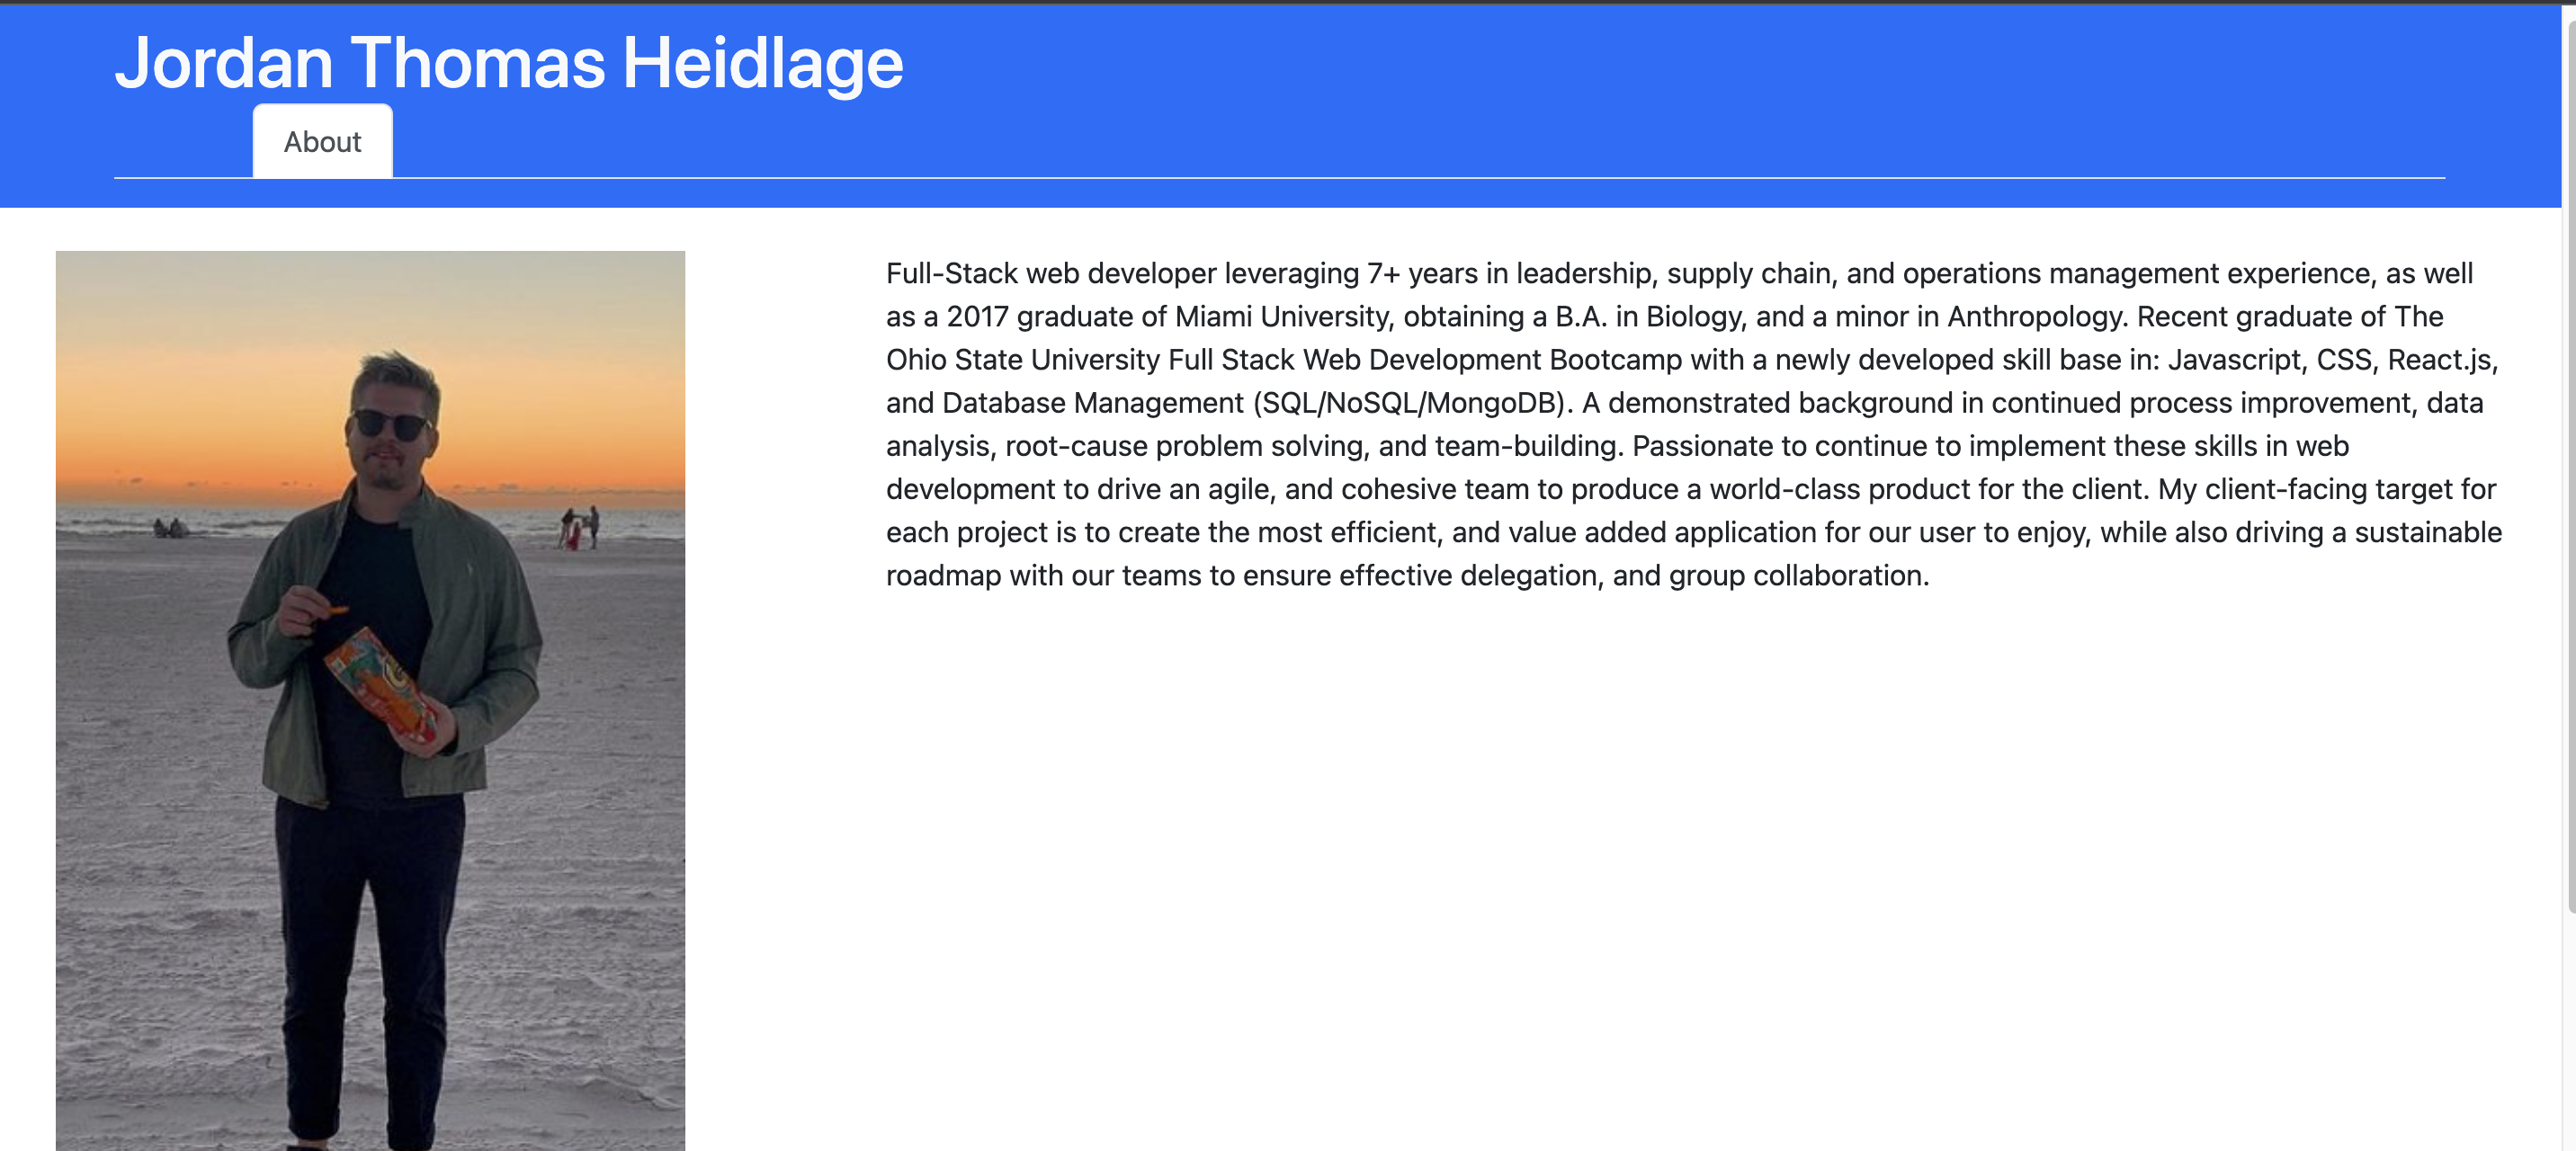 Jordan Thomas Heidlage
About
Full-Stack web developer leveraging 7+ years in leadership, supply chain, and operations management experience, as well
as a 2017 graduate of Miami University, obtaining a B.A. in Biology, and a minor in Anthropology. Recent graduate of The
Ohio State University Full Stack Web Development Bootcamp with a newly developed skill base in: Javascript, CSS, React.js,
and Database Management (SQL/NoSQL/MongoDB). A demonstrated background in continued process improvement, data
analysis, root-cause problem solving, and team-building. Passionate to continue to implement these skills in web
development to drive an agile, and cohesive team to produce a world-class product for the client. My client-facing target for
each project is to create the most efficient, and value added application for our user to enjoy, while also driving a sustainable
roadmap with our teams to ensure effective delegation, and group collaboration.